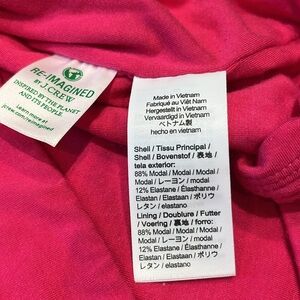 RE-IMAGINED
BY J.CREW
INSPIRED BY THE PLANET
AND ITS PEOPLE
Learn more at
jcrew.com/reimagined
Made in Vietnam
Fabriqué au Viêt Nam
Hergestellt in Vietnam
Vervaardigd in Vietnam
ベトナム製
hecho en vietnam
Shell / Tissu Principal /
Shell / Bovenstof / 表地 /
tela exterior:
88% Modal / Modal / Modal /
Modal / レーヨン / modal
12% Elastane / Élasthanne /
Elastan / Elastaan / ポリウ
レタン / elastano
Lining / Doublure / Futter
/ Voering / 裏地 / forro:
88% Modal / Modal / Modal /
Modal / レーヨン / modal
12% Elastane / Élasthanne /
Elastan / Elastaan / ポリウ
レタン / elastano